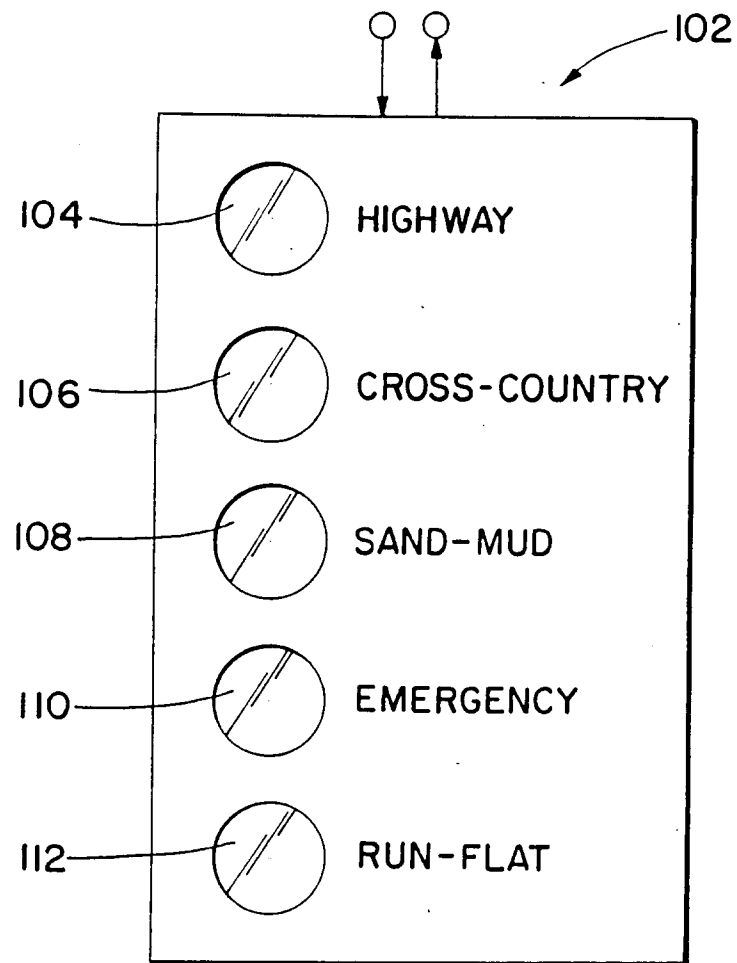 102
104 HIGHWAY
106 CROSS-COUNTRY
108 SAND-MUD
110 EMERGENCY
112 RUN-FLAT